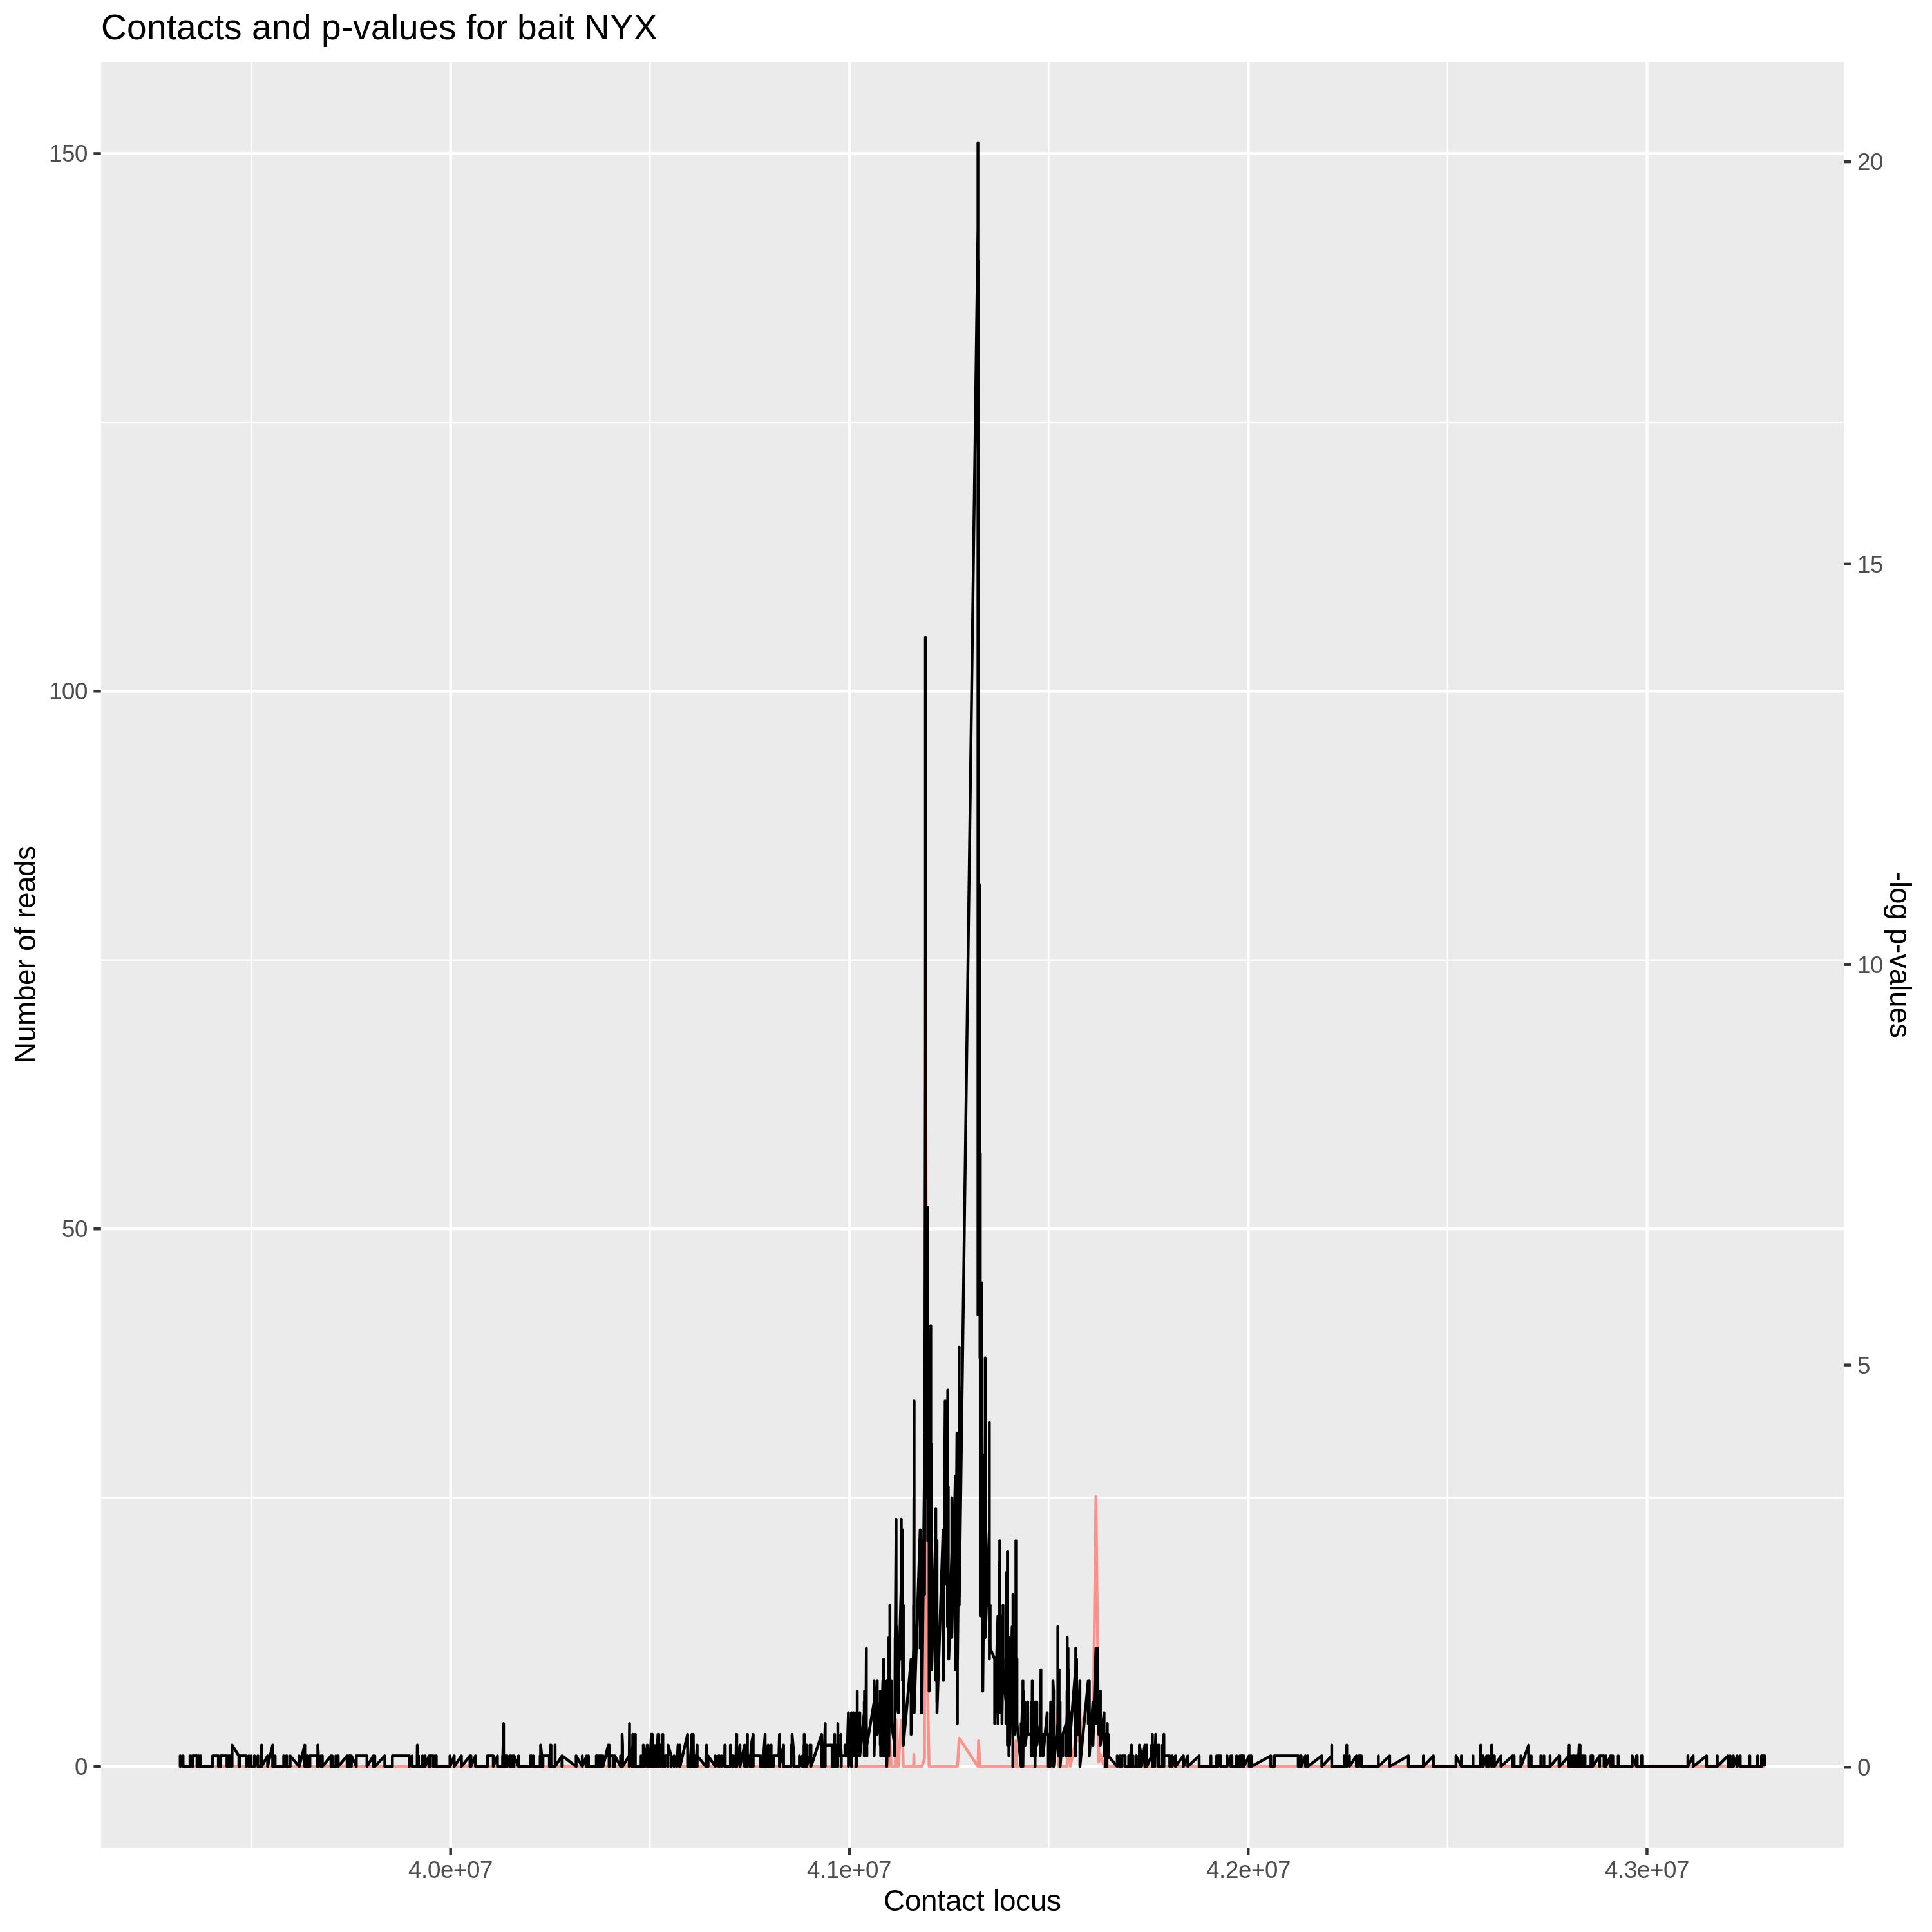 Contacts and p-values for bait NYX
150
100
50
0
Number of reads
20
15
10
5
0
-log p-values
4.0e+07
4.1e+07
4.2e+07
4.3e+07
Contact locus